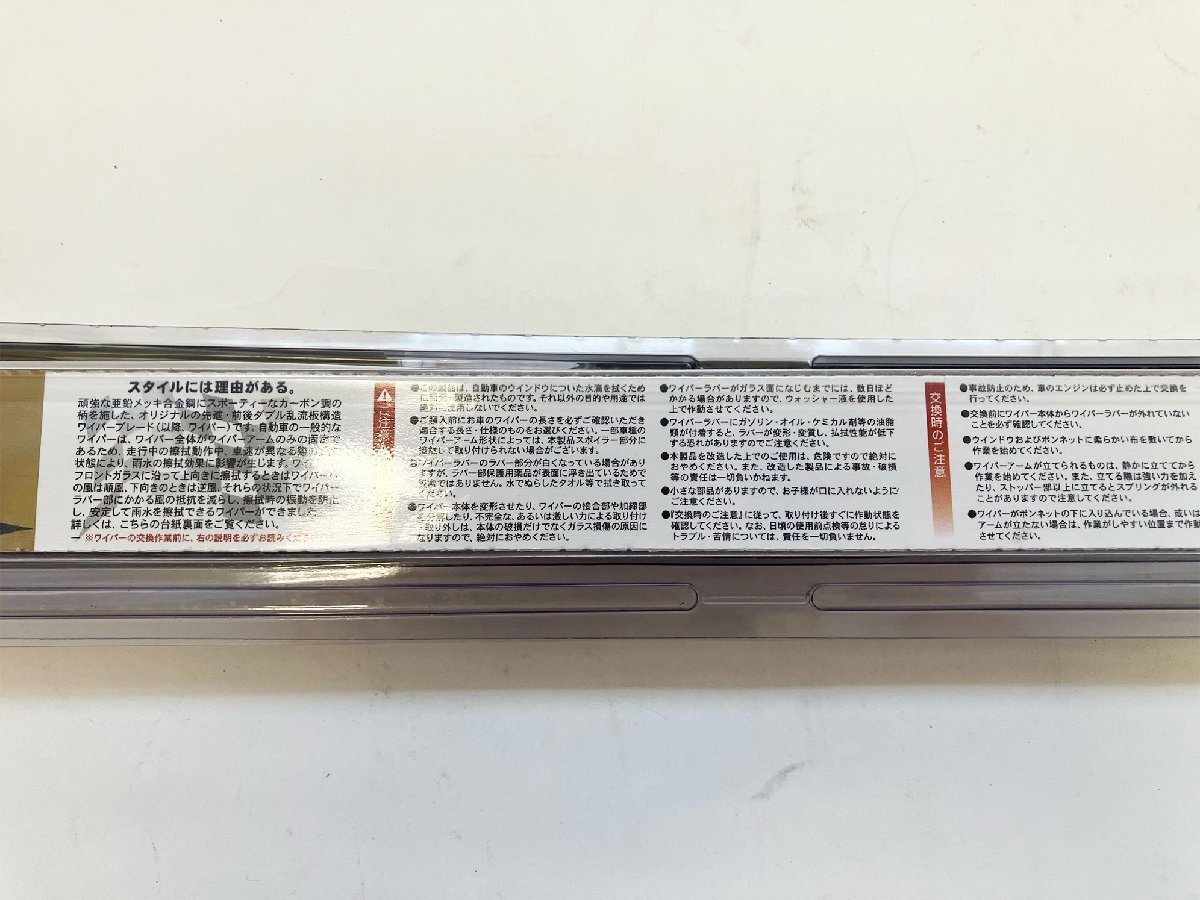 スタイルには理由がある。
頑強な亜鉛メッキ合金鋼にスポーティーなカーボン調の
柄を施した、オリジナルの先進・前後ダブル乱流板構造
ワイパーブレード(以降、ワイパー)です。自動車の一般的な
ワイパーは、ワイパー全体がワイパーアームのみの固定で
あるため、走行中の擦拭動作中、車速が異なる
状態により、雨水の擦拭効果に影響が生じます。
フロントガラスに沿って上向きに擦拭するときはワイパー
の風は順風、下向きのときは逆風、それらの状況下でワイパー
ラバー部にかかる風の抵抗を減らし、擦拭時の振動を
し、安定して雨水を擦拭できるワイパーができました。
詳しくは、こちらの台紙裏面をご覧ください。
※ワイパーの交換作業前に、右の説明を必ずお読みくだ
ご注意
●この製品は、自動車のウインドウについた水滴を拭くため
に製造されたものです。それ以外の目的や用途では
使用しないでください。
●ご購入前にお車のワイパーの長さを必ずご確認いただき
適合する長さ・仕様のものをお選びください。一部車種の
ワイパーアーム形状によっては、本製品スポイラー部分に
して取り付けられない場合がございます。
●ワイパーラバーのラバー部分が白くなっている場合があり
ますが、ラバー部保護用薬品が表面に浮き出ているためで
ではありません。水でぬらしたタオル等で拭き取って
ください。
●ワイパー本体を変形させたり、ワイパーの接合部や加締部
を分解したり、不完全な、あるいは激しい力による取り付け
・取り外しは、本体の破損だけでなくガラス損傷の原因に
なりますので、絶対におやめください。
●ワイパーラバーがガラス面になじむまでには、数日ほど
かかる場合がありますので、ウォッシャー液を使用した
上で作動させてください。
●ワイパーラバーにガソリン・オイル・ケミカル剤等の油脂
類が付着すると、ラバーが変形・変質し、払拭性能が低下
する恐れがありますのでご注意ください。
●本製品を改造した上でのご使用は、危険ですので絶対に
おやめください。また、改造した製品による事故・破損
等の責任は一切負いかねます。
●小さな部品がありますので、お子様が口に入れないように
ご注意ください。
●『交換時のご注意』に従って、取り付け後すぐに作動状態を
確認してください。なお、日頃の使用前点検等の怠りによる
トラブル・苦情については、責任を一切負いません。
交換時のご注意
●事故防止のため、車のエンジンは必ず止めた上で交換を
行ってください。
●交換前にワイパー本体からワイパーラバーが外れていない
ことを必ず確認してください。
●ウインドウおよびボンネットに柔らかい布を敷いてから
作業を始めてください。
●ワイパーアームが立てられるものは、静かに立ててから
作業を始めてください。また、立てる際は強い力を加え
たり、ストッパー部以上に立てるとスプリングが外れる
ことがありますので注意してください。
●ワイパーがボンネットの下に入り込んでいる場合、或いは
アームが立たない場合は、作業がしやすい位置まで作動
させてください。